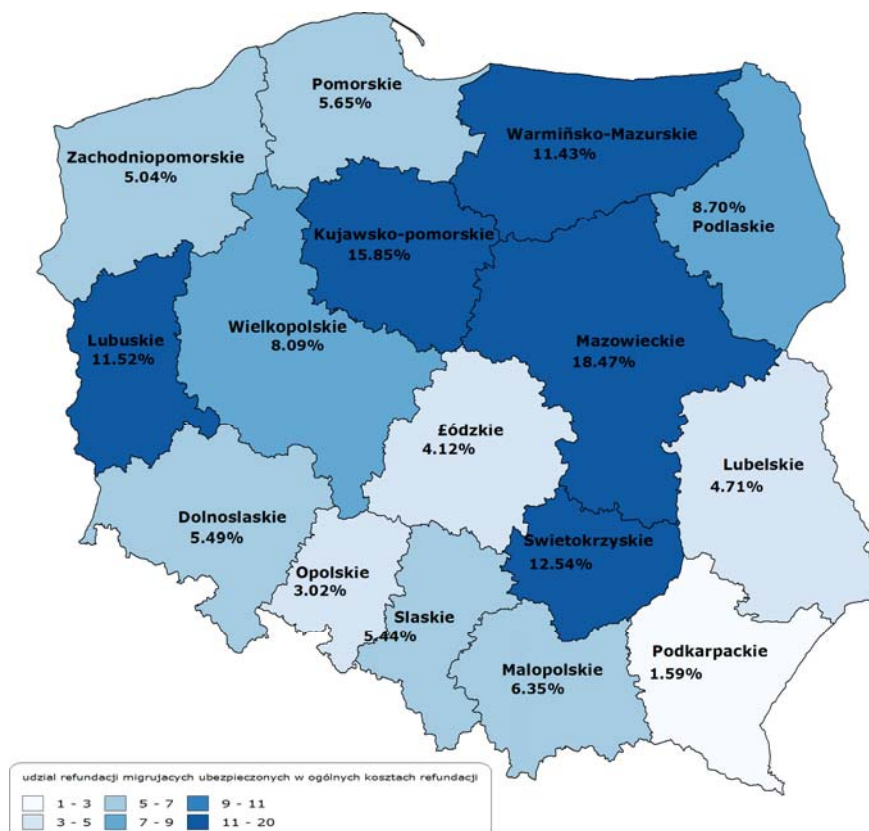 Pomorskie
5.65%
Warmiñsko-Mazurskie
11.43%
Zachodniopomorskie
5.04%
8.70%
Podlaskie
Kujawsko-pomorskie
15.85%
Lubuskie
11.52%
Wielkopolskie
8.09%
Mazowieckie
18.47%
£ódzkie
4.12%
Lubelskie
4.71%
Dolnoslaskie
5.49%
Swietokrzyskie
12.54%
Opolskie
3.02%
Slaskie
5.44%
Malopolskie
6.35%
Podkarpackie
1.59%
udzial refundacji migrujacych ubezpieczonych w ogólnych kosztach refundacji
1 - 3 5 - 7 9 - 11
3 - 5 7 - 9 11 - 20